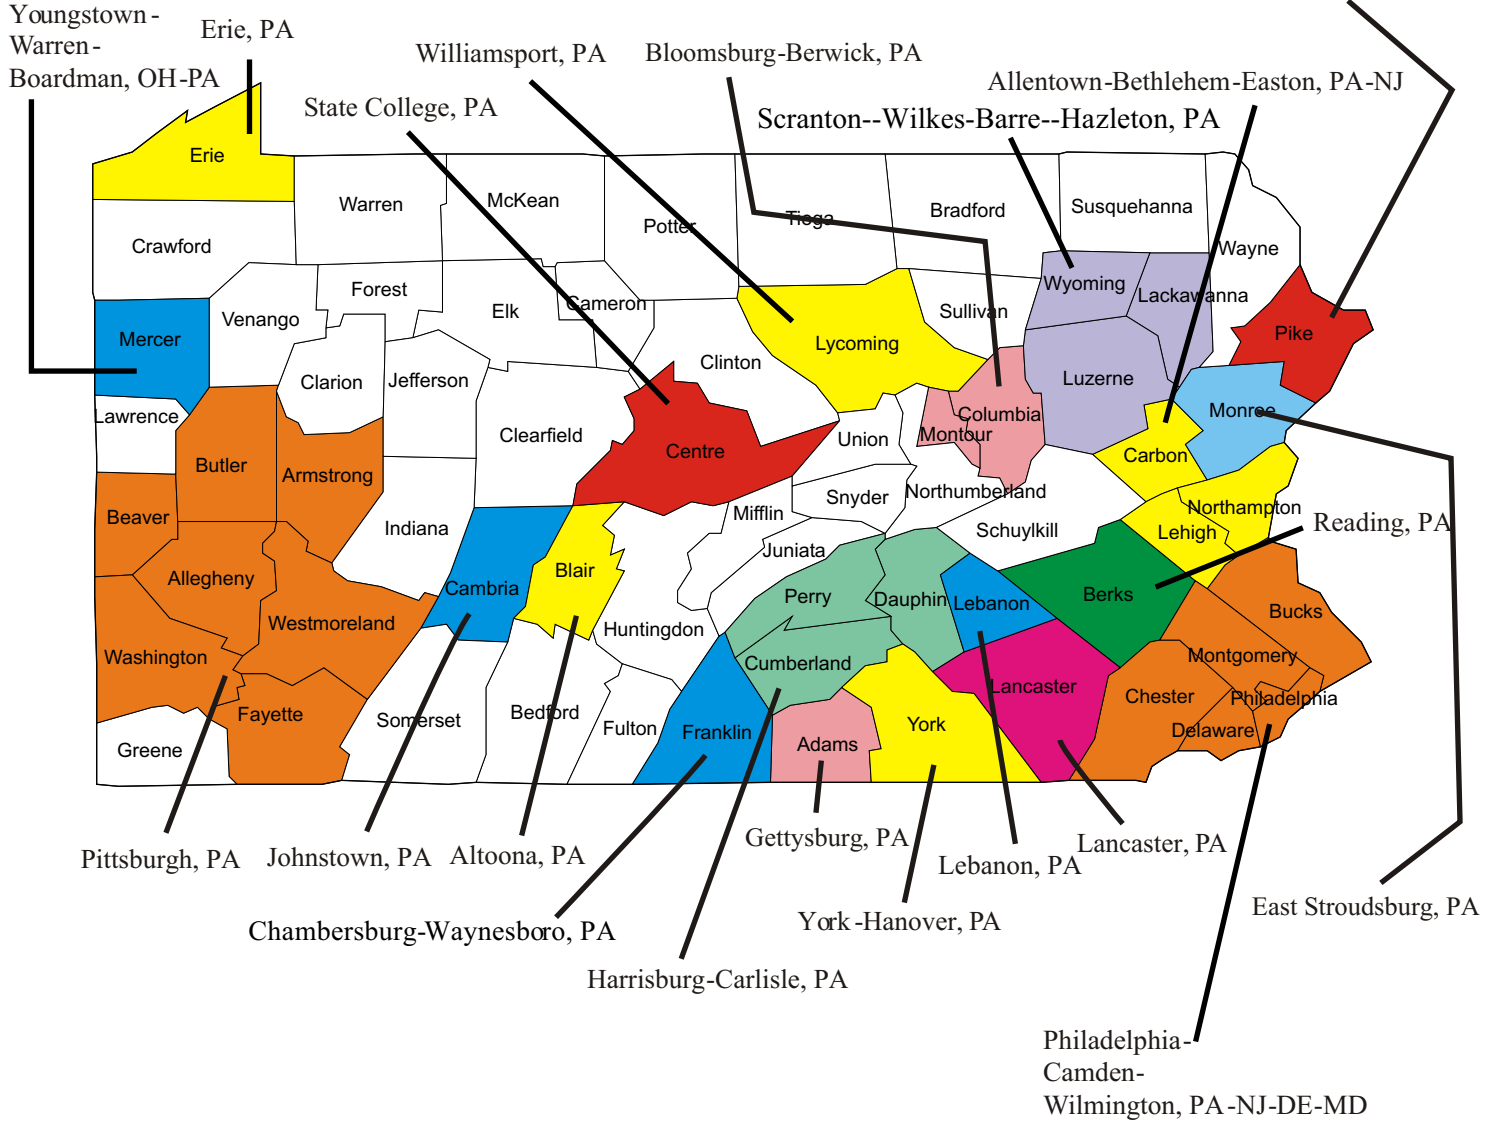 Youngstown-
Warren-
Boardman, OH-PA
Erie, PA
Williamsport, PA
Bloomsburg-Berwick, PA
State College, PA
Allentown-Bethlehem-Easton, PA-NJ
Scranton--Wilkes-Barre--Hazleton, PA
Erie
Warren
McKean
Potter
Tioga
Bradford
Susquehanna
Wayne
Crawford
Forest
Elk
Cameron
Sullivan
Wyoming
Lackawanna
Mercer
Venango
Clinton
Lycoming
Pike
Luzerne
Clarion
Jefferson
Lawrence
Clearfield
Centre
Union
Montour
Columbia
Monroe
Carbon
Butler
Armstrong
Snyder
Northumberland
Northampton
Beaver
Indiana
Mifflin
Schuylkill
Lehigh
Reading, PA
Juniata
Allegheny
Cambria
Blair
Perry
Dauphin
Lebanon
Berks
Bucks
Westmoreland
Huntingdon
Washington
Cumberland
Montgomery
Lancaster
Chester
Philadelphia
Fayette
Somerset
Bedford
Fulton
Franklin
Adams
York
Delaware
Greene
Pittsburgh, PA
Johnstown, PA
Altoona, PA
Gettysburg, PA
Lebanon, PA
Lancaster, PA
Chambersburg-Waynesboro, PA
York-Hanover, PA
East Stroudsburg, PA
Harrisburg-Carlisle, PA
Philadelphia-
Camden-
Wilmington, PA-NJ-DE-MD